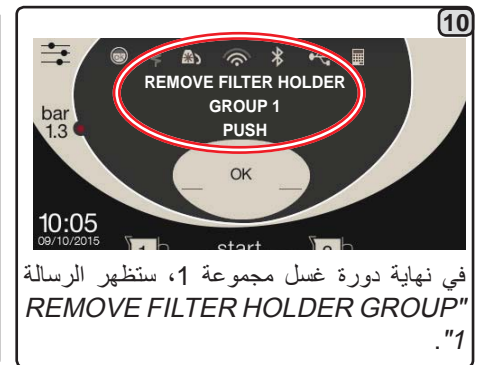 10
REMOVE FILTER HOLDER
GROUP 1
PUSH
bar
1.3
OK
10:05
09/10/2015
1
start
2
في نهاية دورة غسل مجموعة 1، ستظهر الرسالة
"REMOVE FILTER HOLDER GROUP
1".